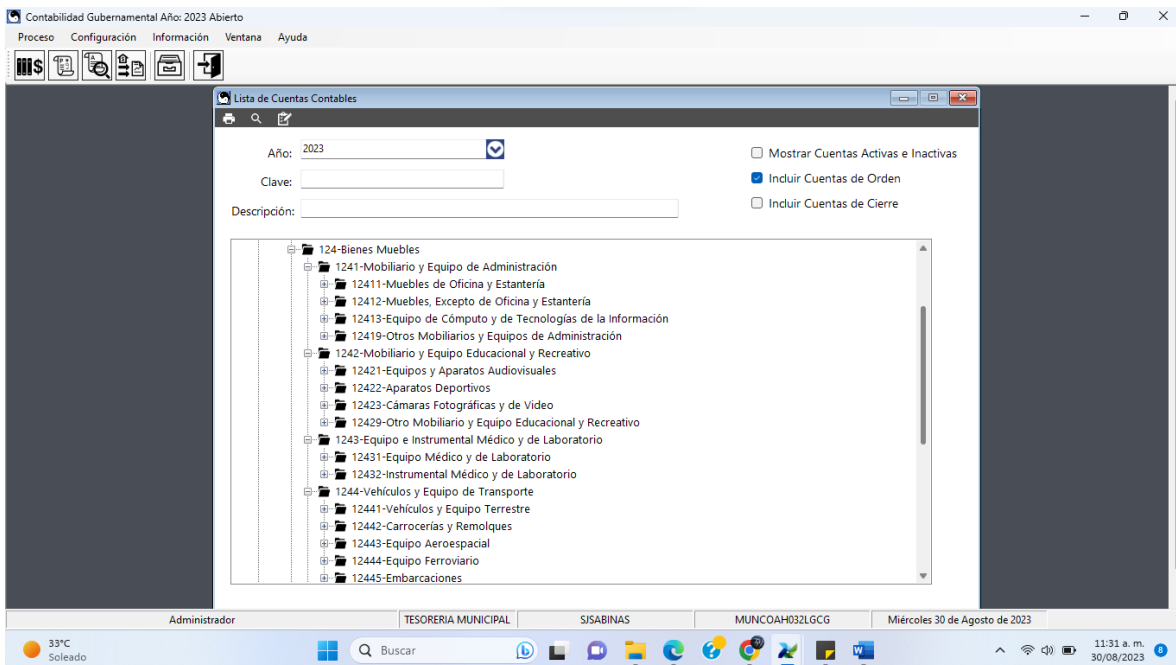 Contabilidad Gubernamental Año: 2023 Abierto
Proceso Configuración Información Ventana Ayuda
Lista de Cuentas Contables
Año: 2023
Mostrar Cuentas Activas e Inactivas
Clave:
Incluir Cuentas de Orden
Descripción:
Incluir Cuentas de Cierre
124-Bienes Muebles
1241-Mobiliario y Equipo de Administración
12411-Muebles de Oficina y Estantería
12412-Muebles, Excepto de Oficina y Estantería
12413-Equipo de Cómputo y de Tecnologías de la Información
12419-Otros Mobiliarios y Equipos de Administración
1242-Mobiliario y Equipo Educacional y Recreativo
12421-Equipos y Aparatos Audiovisuales
12422-Aparatos Deportivos
12423-Cámaras Fotográficas y de Video
12429-Otro Mobiliario y Equipo Educacional y Recreativo
1243-Equipo e Instrumental Médico y de Laboratorio
12431-Equipo Médico y de Laboratorio
12432-Instrumental Médico y de Laboratorio
1244-Vehículos y Equipo de Transporte
12441-Vehículos y Equipo Terrestre
12442-Carrocerías y Remolques
12443-Equipo Aeroespacial
12444-Equipo Ferroviario
12445-Embarcaciones
Administrador TESORERIA MUNICIPAL SJSABINAS MUNCOAH032LGCG Miércoles 30 de Agosto de 2023
33°C
Soleado
Buscar
11:31 a. m.
30/08/2023
8